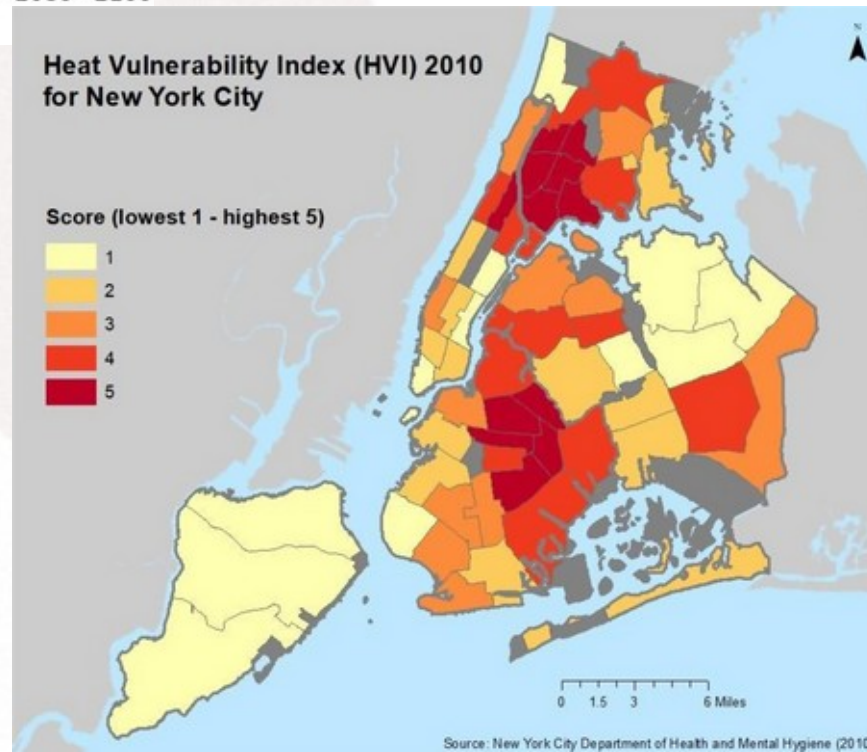 Heat Vulnerability Index (HVI) 2010
for New York City
N
Score (lowest 1 - highest 5)
1
2
3
4
5
0 1.5 3 6 Miles
Source: New York City Department of Health and Mental Hygiene (2010